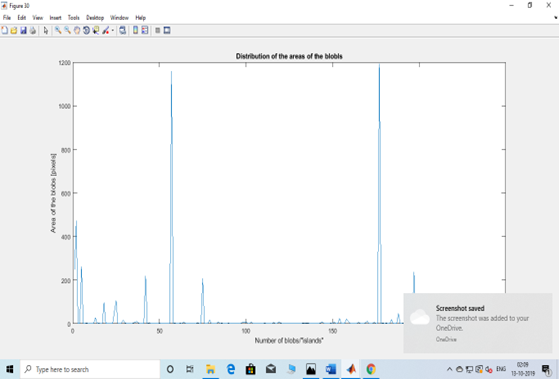 Figure 30
File Edit View Insert Tools Desktop Window Help
Distribution of the areas of the blobls
1200
1000
800
600
400
200
0
Area of the blobs [pixels]
0 50 100 150
Number of blobs/"islands"
Screenshot saved
The screenshot was added to your
OneDrive.
OneDrive
Type here to search
ENG
02:09
13-10-2019